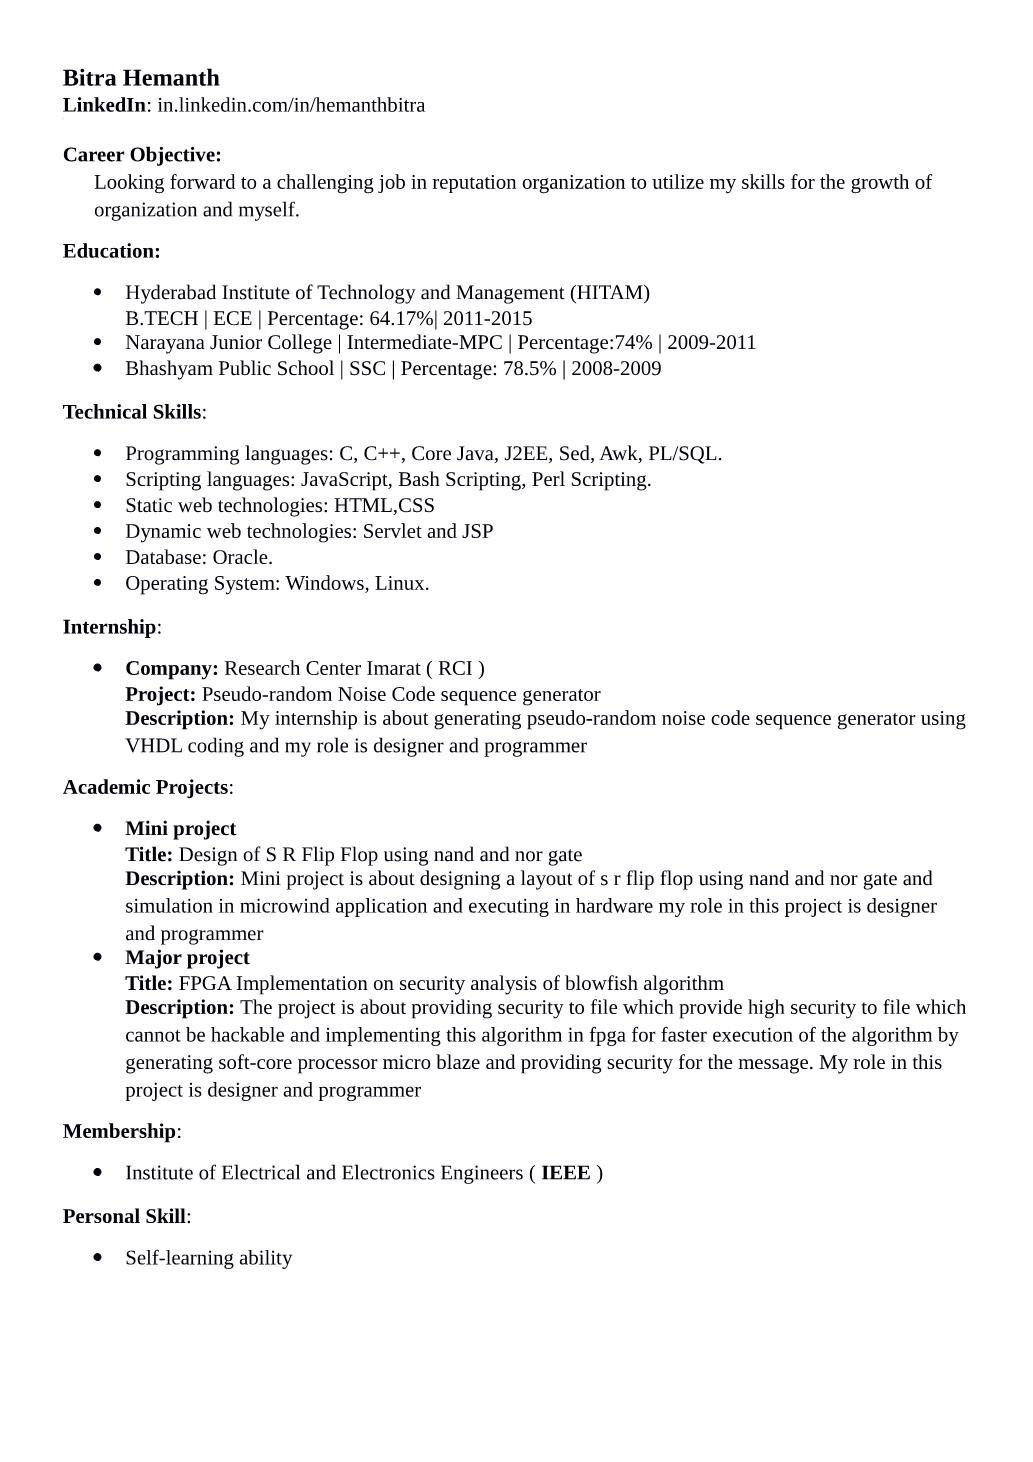 Bitra Hemanth
LinkedIn: in.linkedin.com/in/hemanthbitra
Career Objective:
Looking forward to a challenging job in reputation organization to utilize my skills for the growth of
organization and myself.
Education:
• Hyderabad Institute of Technology and Management (HITAM)
B.TECH | ECE | Percentage: 64.17%| 2011-2015
• Narayana Junior College | Intermediate-MPC | Percentage:74% | 2009-2011
• Bhashyam Public School | SSC | Percentage: 78.5% | 2008-2009
Technical Skills:
• Programming languages: C, C++, Core Java, J2EE, Sed, Awk, PL/SQL.
• Scripting languages: JavaScript, Bash Scripting, Perl Scripting.
• Static web technologies: HTML,CSS
• Dynamic web technologies: Servlet and JSP
• Database: Oracle.
• Operating System: Windows, Linux.
Internship:
• Company: Research Center Imarat ( RCI )
Project: Pseudo-random Noise Code sequence generator
Description: My internship is about generating pseudo-random noise code sequence generator using
VHDL coding and my role is designer and programmer
Academic Projects:
• Mini project
Title: Design of S R Flip Flop using nand and nor gate
Description: Mini project is about designing a layout of s r flip flop using nand and nor gate and
simulation in microwind application and executing in hardware my role in this project is designer
and programmer
• Major project
Title: FPGA Implementation on security analysis of blowfish algorithm
Description: The project is about providing security to file which provide high security to file which
cannot be hackable and implementing this algorithm in fpga for faster execution of the algorithm by
generating soft-core processor micro blaze and providing security for the message. My role in this
project is designer and programmer
Membership:
• Institute of Electrical and Electronics Engineers ( IEEE )
Personal Skill:
• Self-learning ability